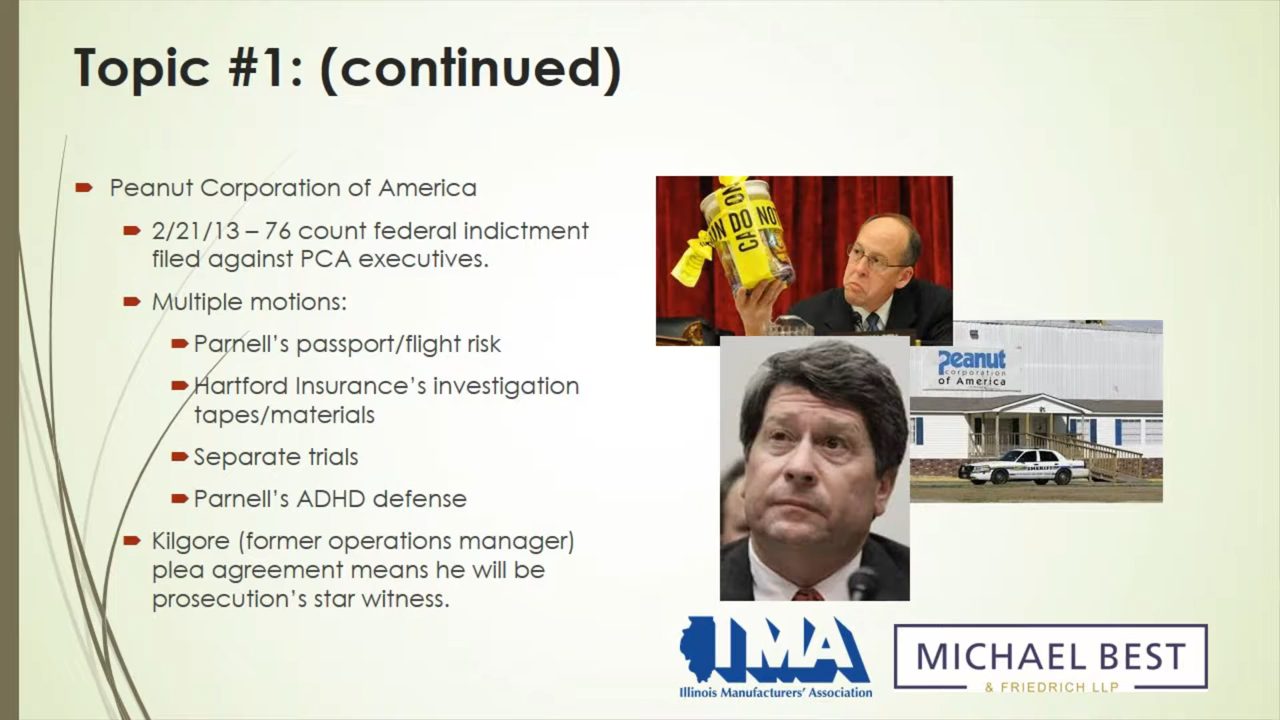 Topic #1: (continued)
Peanut Corporation of America
2/21/13 – 76 count federal indictment
filed against PCA executives.
Multiple motions:
Parnell's passport/flight risk
Hartford Insurance's investigation
tapes/materials
Separate trials
Parnell's ADHD defense
Kilgore (former operations manager)
plea agreement means he will be
prosecution's star witness.
DO NOT
Peanut
corporation
of America
SHERIFF
IMA
Illinois Manufacturers' Association
MICHAEL BEST
& FRIEDRICH LLP